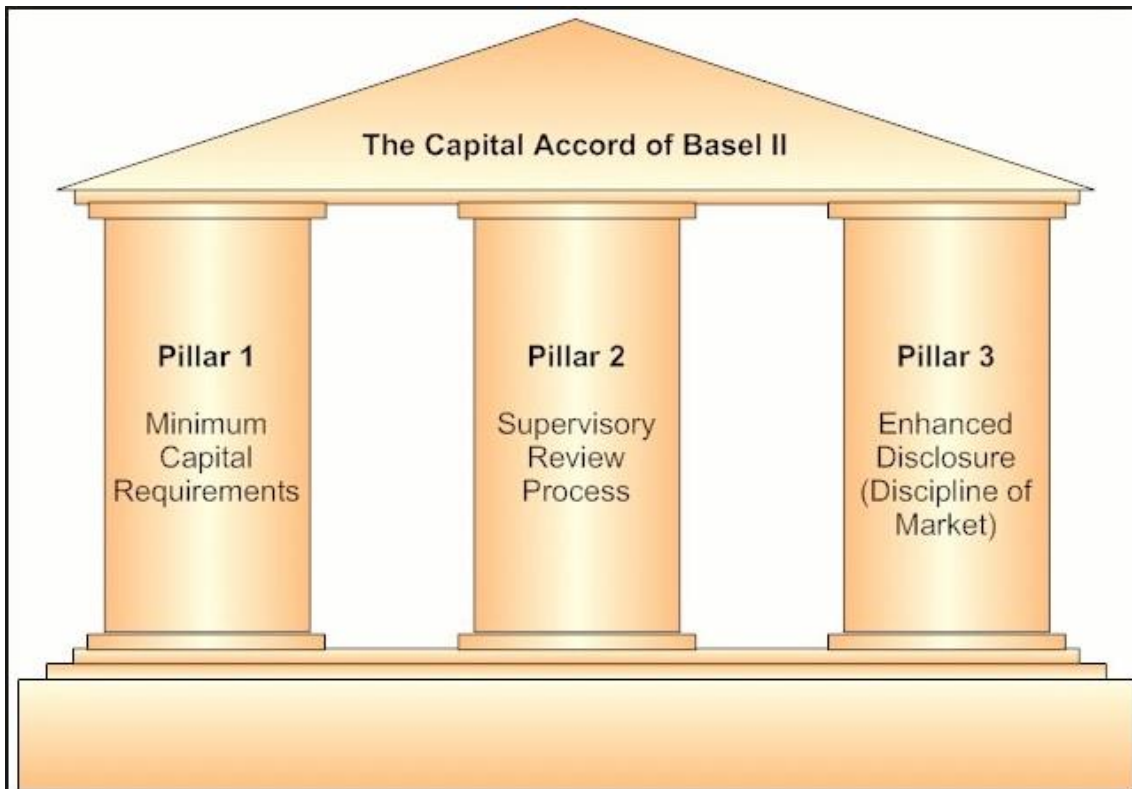 The Capital Accord of Basel II
Pillar 1
Minimum
Capital
Requirements
Pillar 2
Supervisory
Review
Process
Pillar 3
Enhanced
Disclosure
(Discipline of
Market)